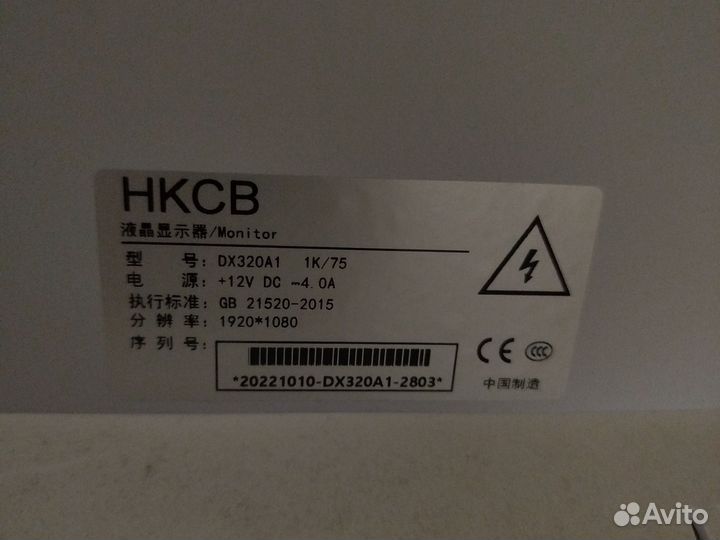 HKCB
液晶显示器/Monitor
型 号: DX320A1 1K/75
电 源: +12V DC ⎓4.0A
执行标准: GB 21520-2015
分 辨 率: 1920*1080
序 列 号:
*20221010-DX320A1-2803*
CE CCC
中国制造
Avito